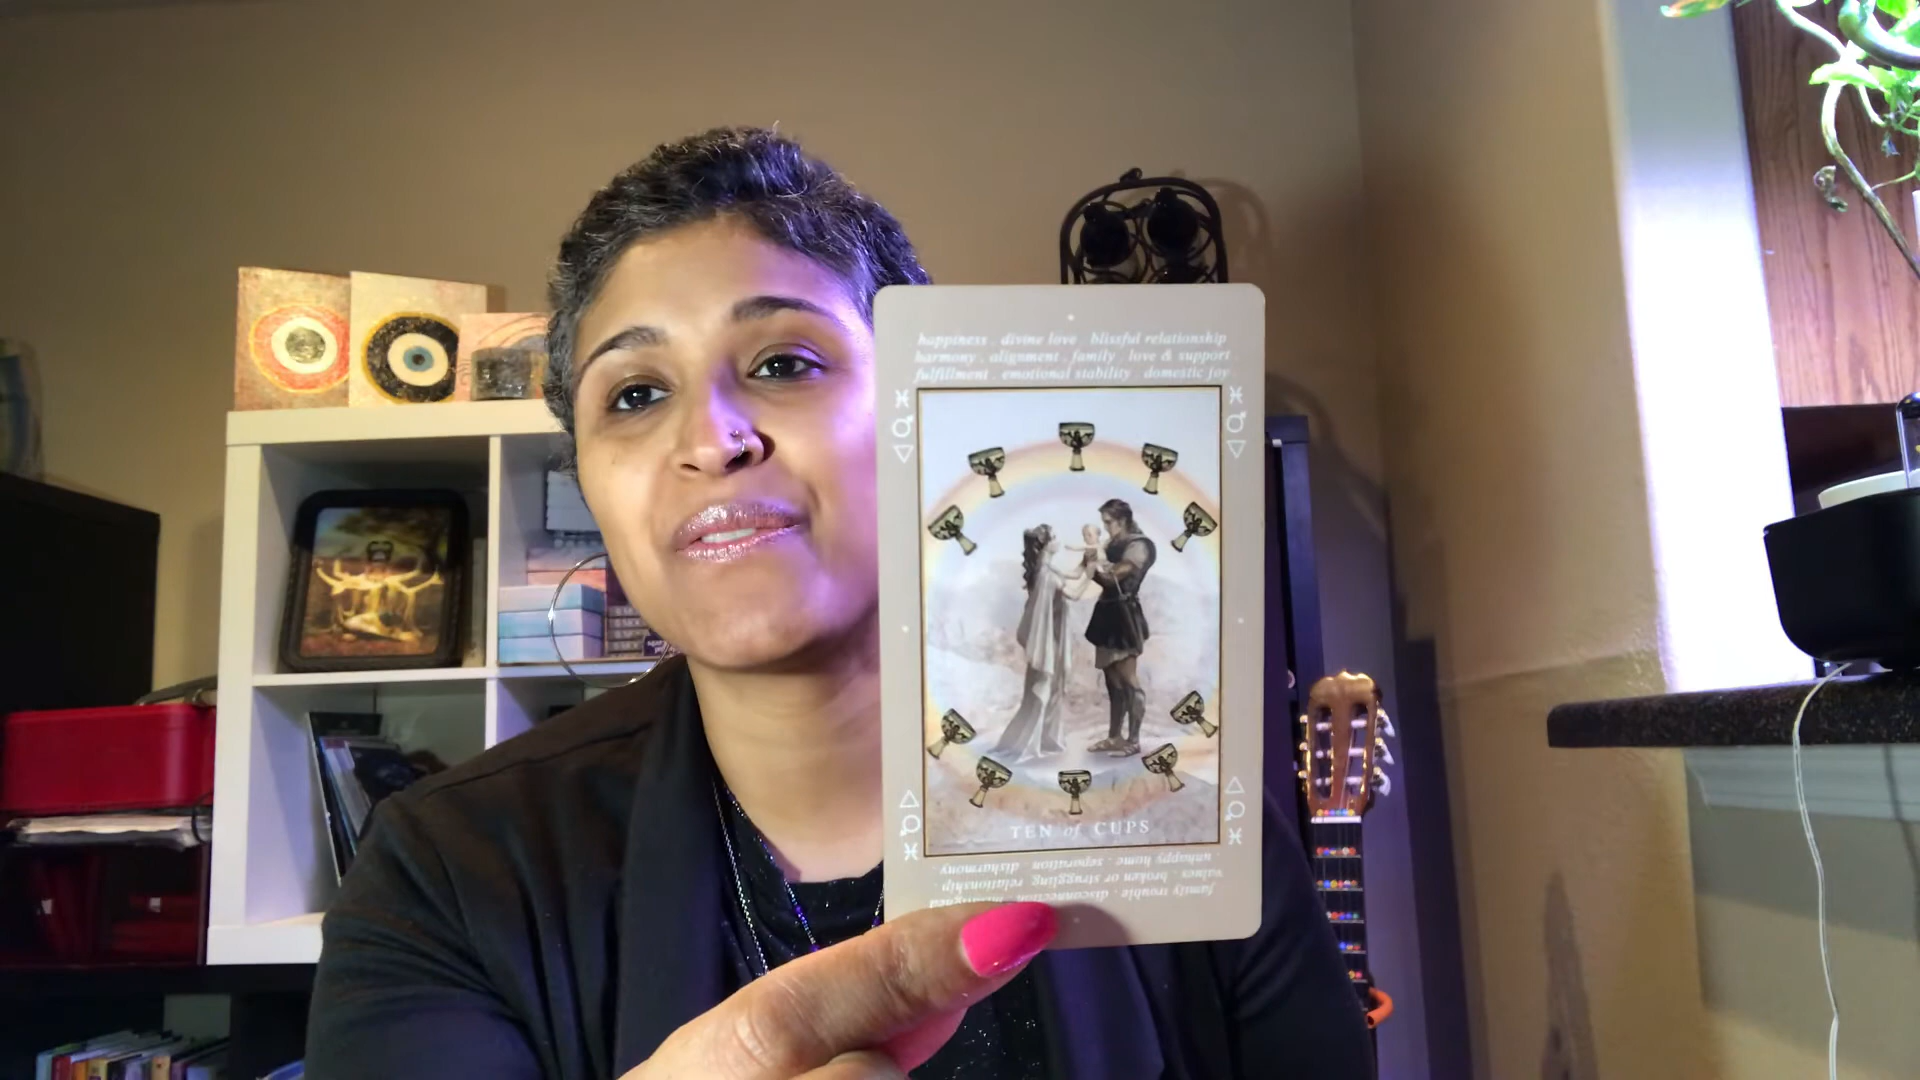 happiness . divine love . blissful relationship
harmony . alignment . family . love & support .
fulfillment . emotional stability . domestic joy
TEN of CUPS
family trouble . disconnection . misaligned
values . broken or struggling relationship .
unhappy home . separation . disharmony .